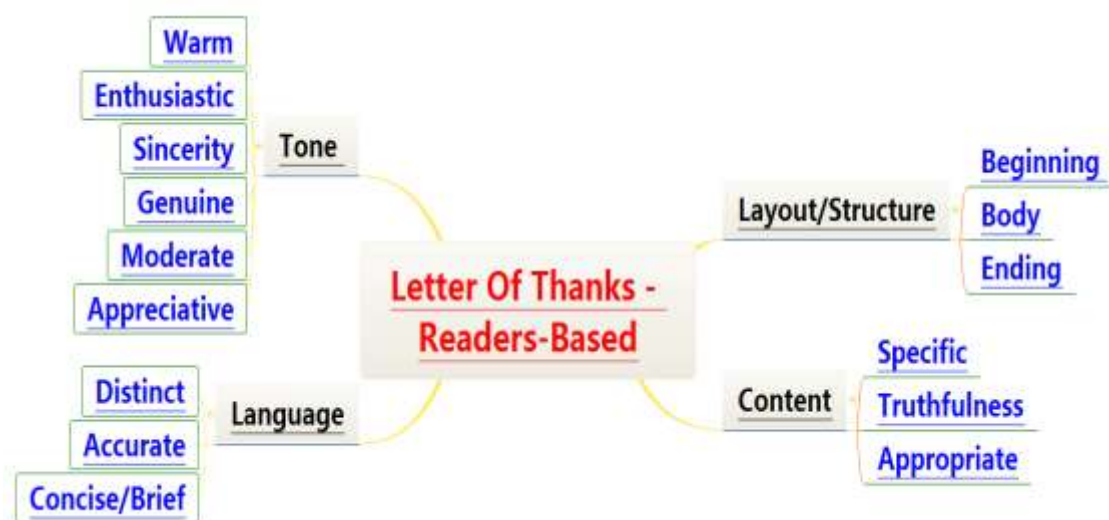 Letter Of Thanks -
Readers-Based
Tone
Warm
Enthusiastic
Sincerity
Genuine
Moderate
Appreciative
Language
Distinct
Accurate
Concise/Brief
Layout/Structure
Beginning
Body
Ending
Content
Specific
Truthfulness
Appropriate